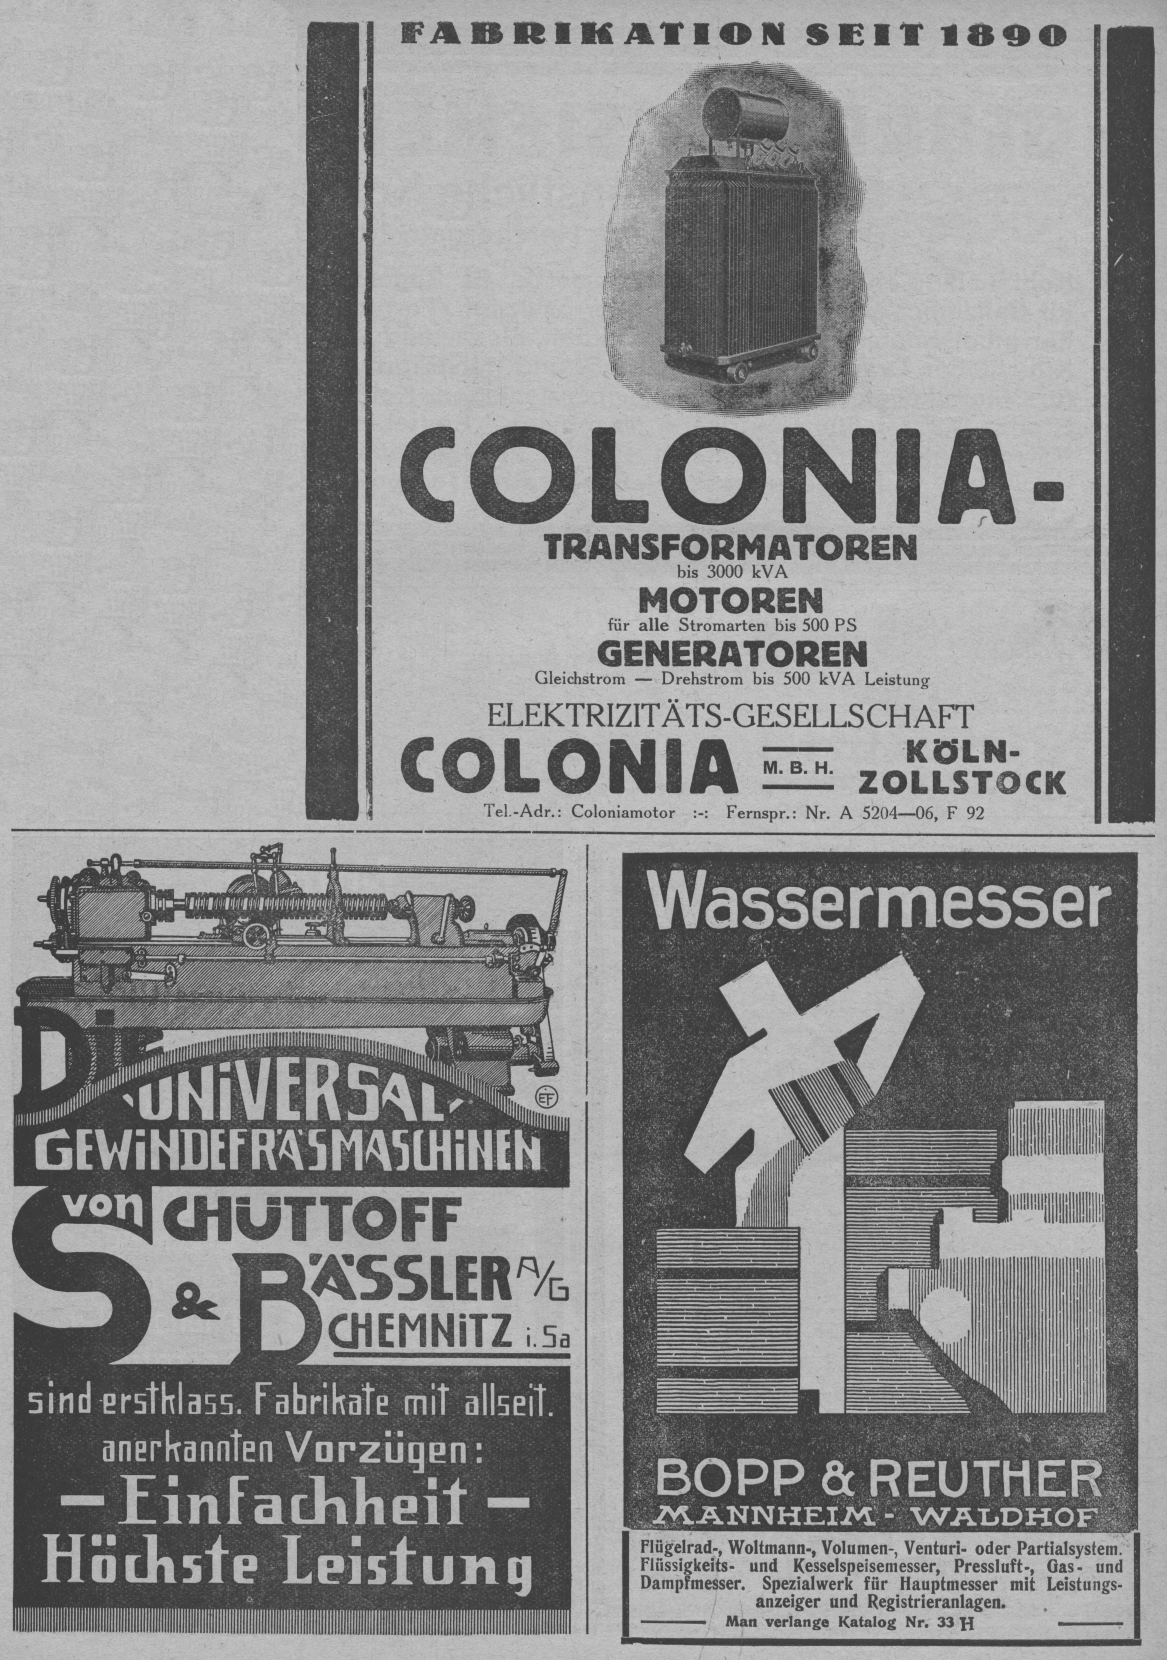 FABRIKATION SEIT 1890
COLONIA-
TRANSFORMATOREN
bis 3000 kVA
MOTOREN
für alle Stromarten bis 500 PS
GENERATOREN
Gleichstrom — Drehstrom bis 500 kVA Leistung
ELEKTRIZITÄTS-GESELLSCHAFT
COLONIA M. B. H. KÖLN-
ZOLLSTOCK
Tel.-Adr.: Coloniamotor :-: Fernspr.: Nr. A 5204—06, F 92
DIE
EF
UNIVERSAL-
GEWINDEFRÄSMASCHINEN
von SCHÜTTOFF
& BÄSSLER A/G
CHEMNITZ i. Sa
sind erstklass. Fabrikate mit allseit.
anerkannten Vorzügen:
— Einfachheit —
Höchste Leistung
Wassermesser
BOPP & REUTHER
MANNHEIM - WALDHOF
Flügelrad-, Woltmann-, Volumen-, Venturi- oder Partialsystem.
Flüssigkeits- und Kesselspeisemesser, Pressluft-, Gas- und
Dampfmesser. Spezialwerk für Hauptmesser mit Leistungs-
anzeiger und Registrieranlagen.
Man verlange Katalog Nr. 33 H